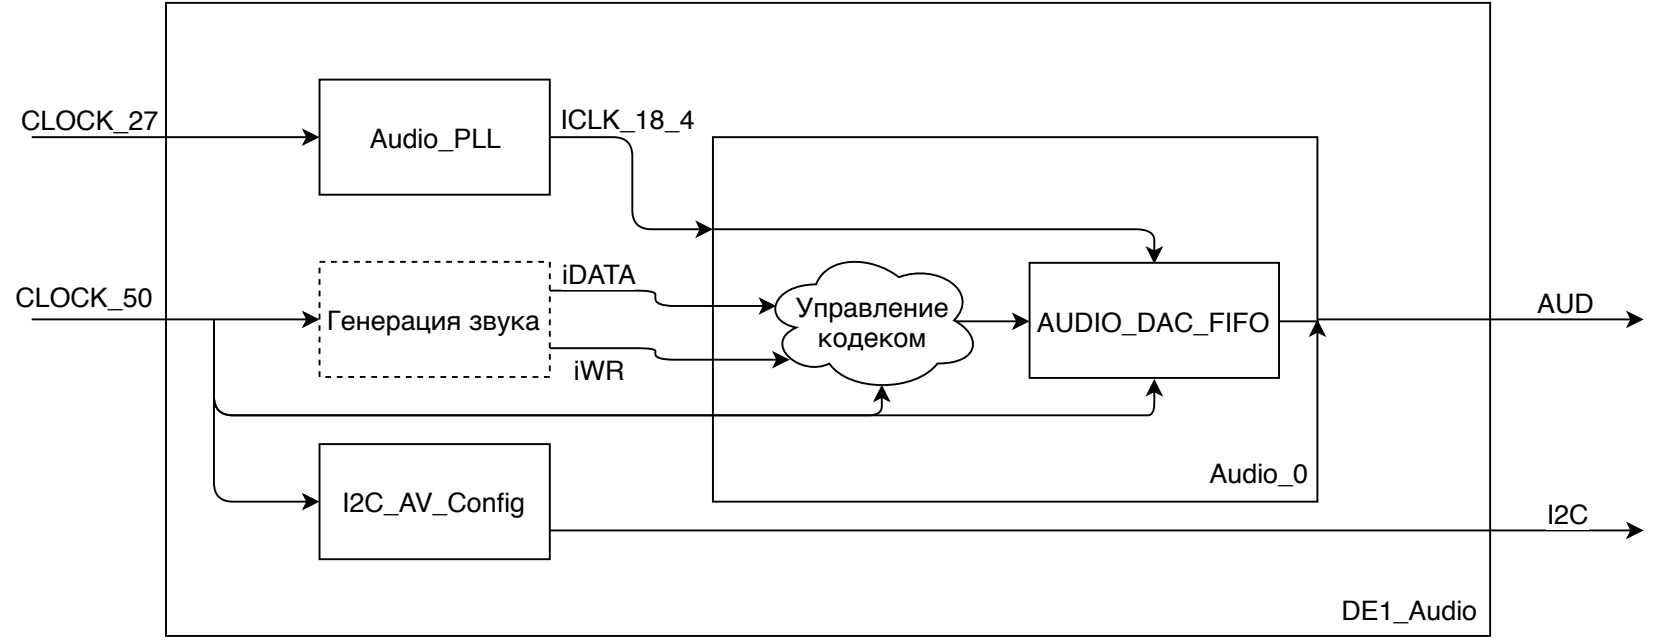 CLOCK_27
Audio_PLL
ICLK_18_4
CLOCK_50
Генерация звука
iDATA
iWR
Управление
кодеком
AUDIO_DAC_FIFO
AUD
Audio_0
I2C_AV_Config
I2C
DE1_Audio